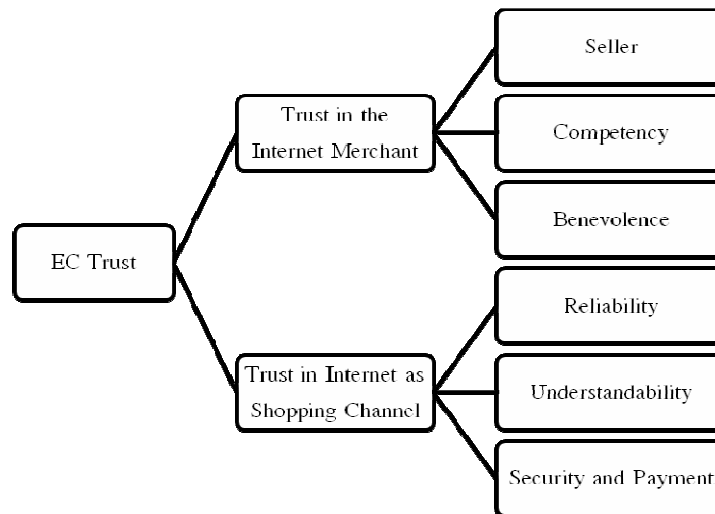 Seller
Trust in the
Internet Merchant
Competency
Benevolence
EC Trust
Reliability
Trust in Internet as
Shopping Channel
Understandability
Security and Payment